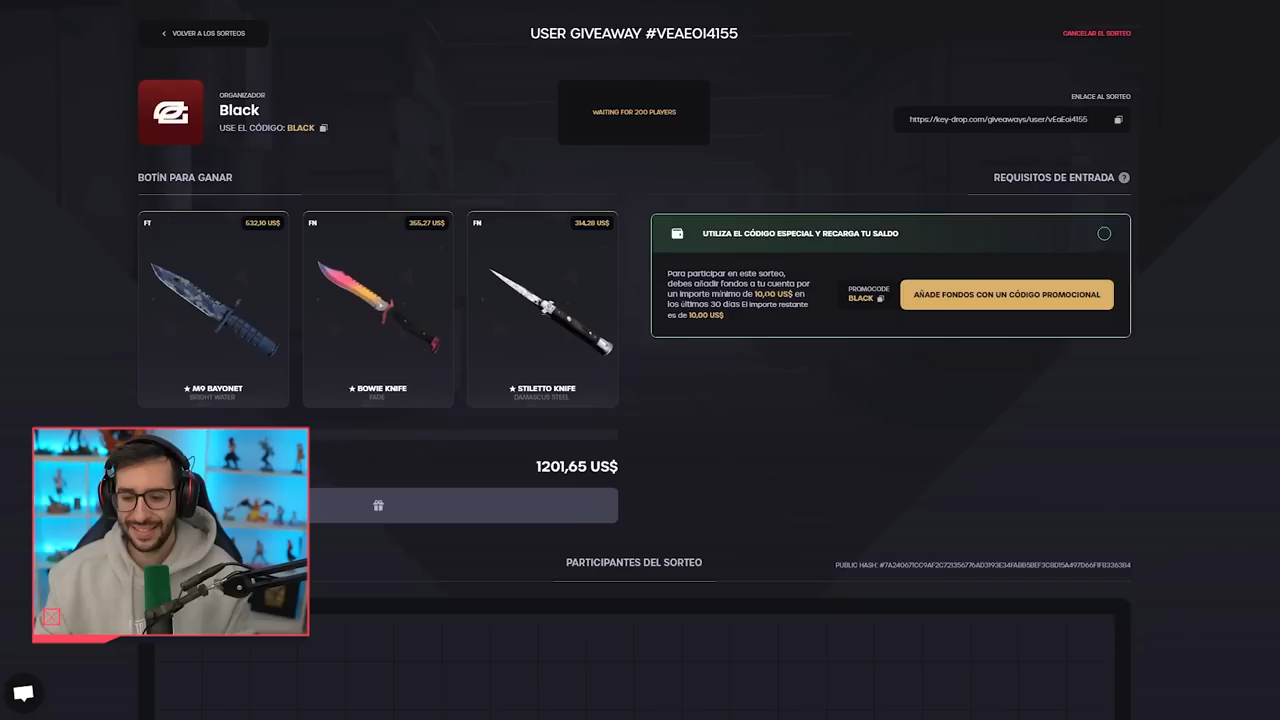 VOLVER A LOS SORTEOS
USER GIVEAWAY #VEAEOI4155
CANCELAR EL SORTEO
ORGANIZADOR
Black
USE EL CÓDIGO: BLACK
WAITING FOR 200 PLAYERS
ENLACE AL SORTEO
https://key-drop.com/giveaways/user/vEaEoi4155
BOTÍN PARA GANAR
REQUISITOS DE ENTRADA ?
FT
532,10 US$
FN
355,27 US$
FN
314,28 US$
★ M9 BAYONET
BRIGHT WATER
★ BOWIE KNIFE
FADE
★ STILETTO KNIFE
DAMASCUS STEEL
UTILIZA EL CÓDIGO ESPECIAL Y RECARGA TU SALDO
Para participar en este sorteo,
debes añadir fondos a tu cuenta por
un importe mínimo de 10,00 US$ en
los últimos 30 días El importe restante
es de 10,00 US$
PROMOCODE
BLACK
AÑADE FONDOS CON UN CÓDIGO PROMOCIONAL
1201,65 US$
PARTICIPANTES DEL SORTEO
PUBLIC HASH: